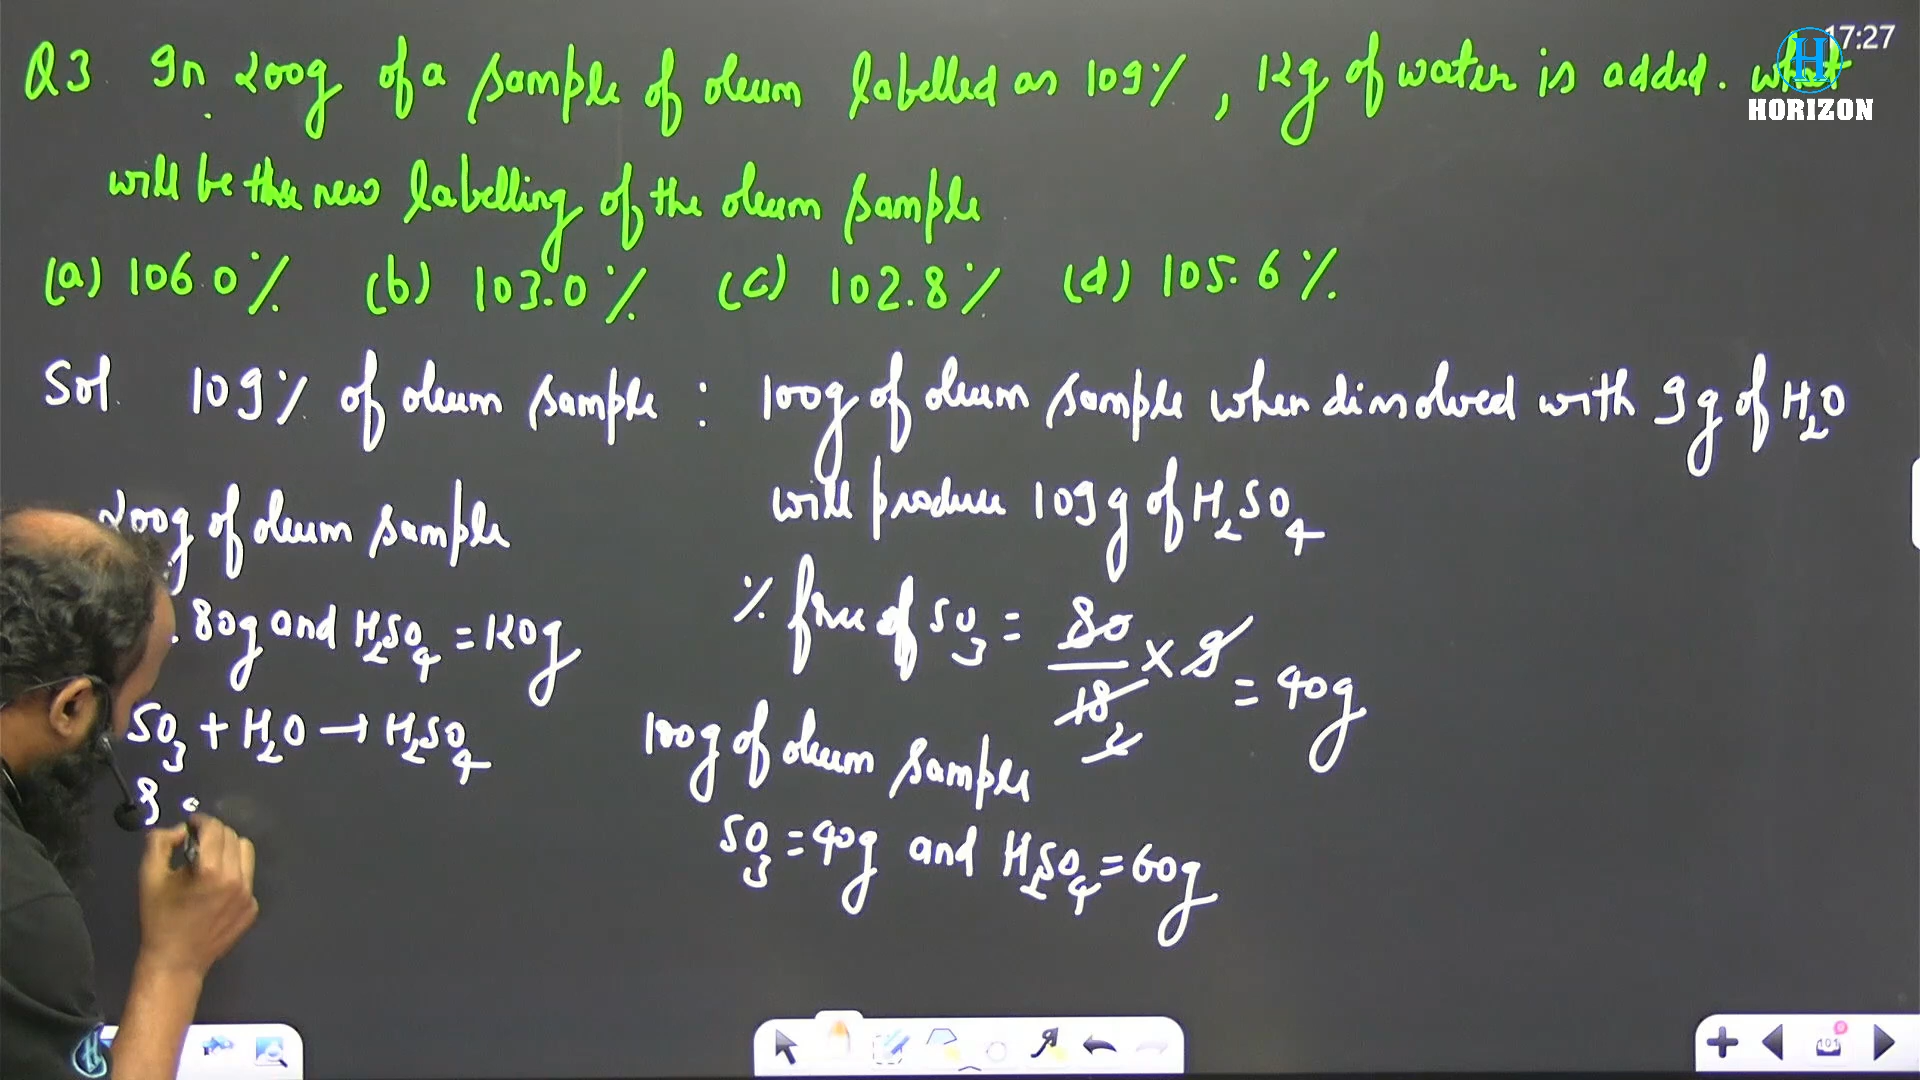 17:27
HORIZON
Q3 In 200g of a sample of oleum labelled as 109%, 12g of water is added. what
will be the new labelling of the oleum sample
(a) 106.0% (b) 103.0% (c) 102.8% (d) 105.6%
Sol. 109% of oleum sample : 100g of oleum sample when dissolved with 9g of H₂O
will produce 109g of H₂SO₄
200g of oleum sample
% free of SO₃ = 80/18 × 9 = 40g
2
80g and H₂SO₄ = 120g
SO₃ + H₂O → H₂SO₄
100g of oleum sample
SO₃ = 40g and H₂SO₄ = 60g